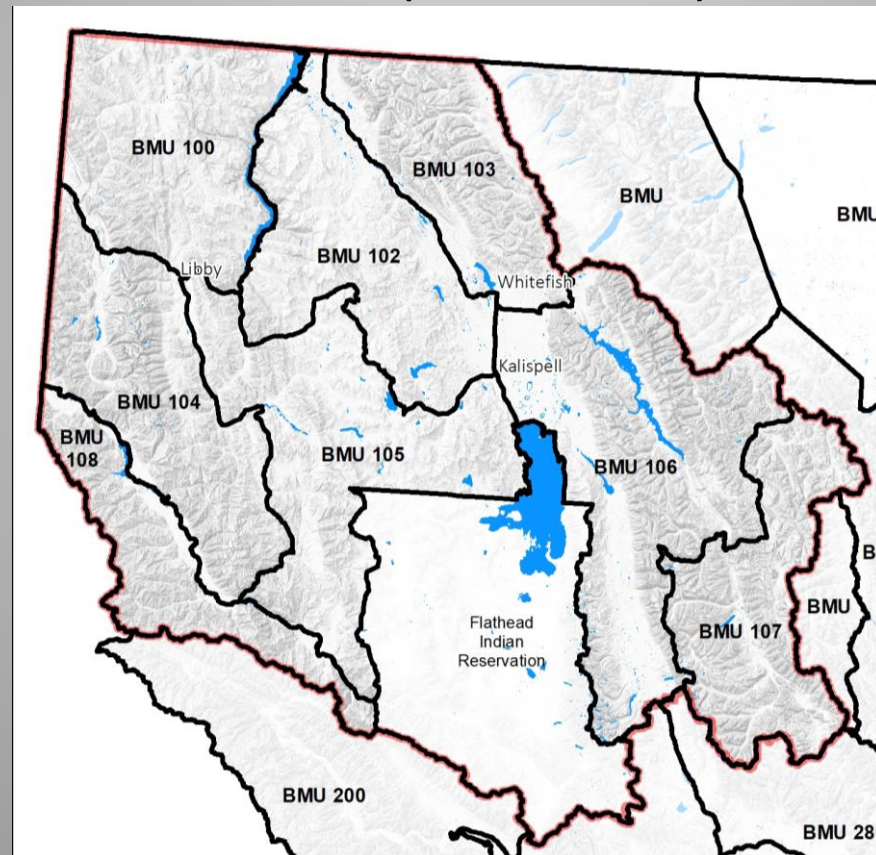 BMU 100
BMU 103
BMU
BMU
BMU 102
Libby
Whitefish
Kalispell
BMU 104
BMU
108
BMU 105
BMU 106
BMU
BMU 107
Flathead
Indian
Reservation
BMU 200
BMU 28